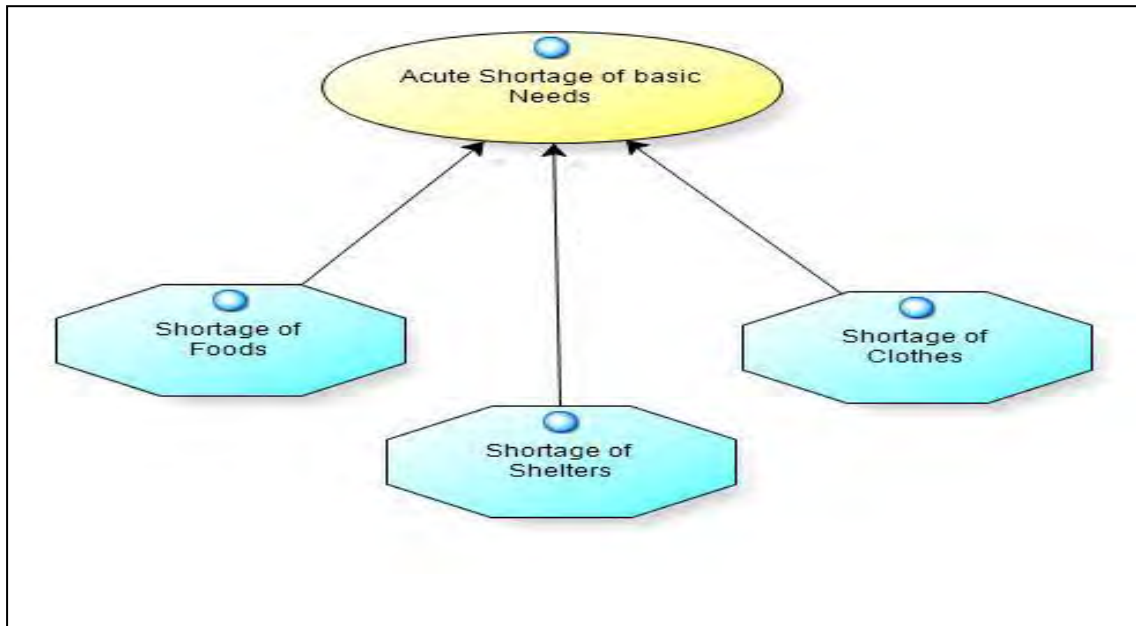 Acute Shortage of basic
Needs
Shortage of
Foods
Shortage of
Clothes
Shortage of
Shelters